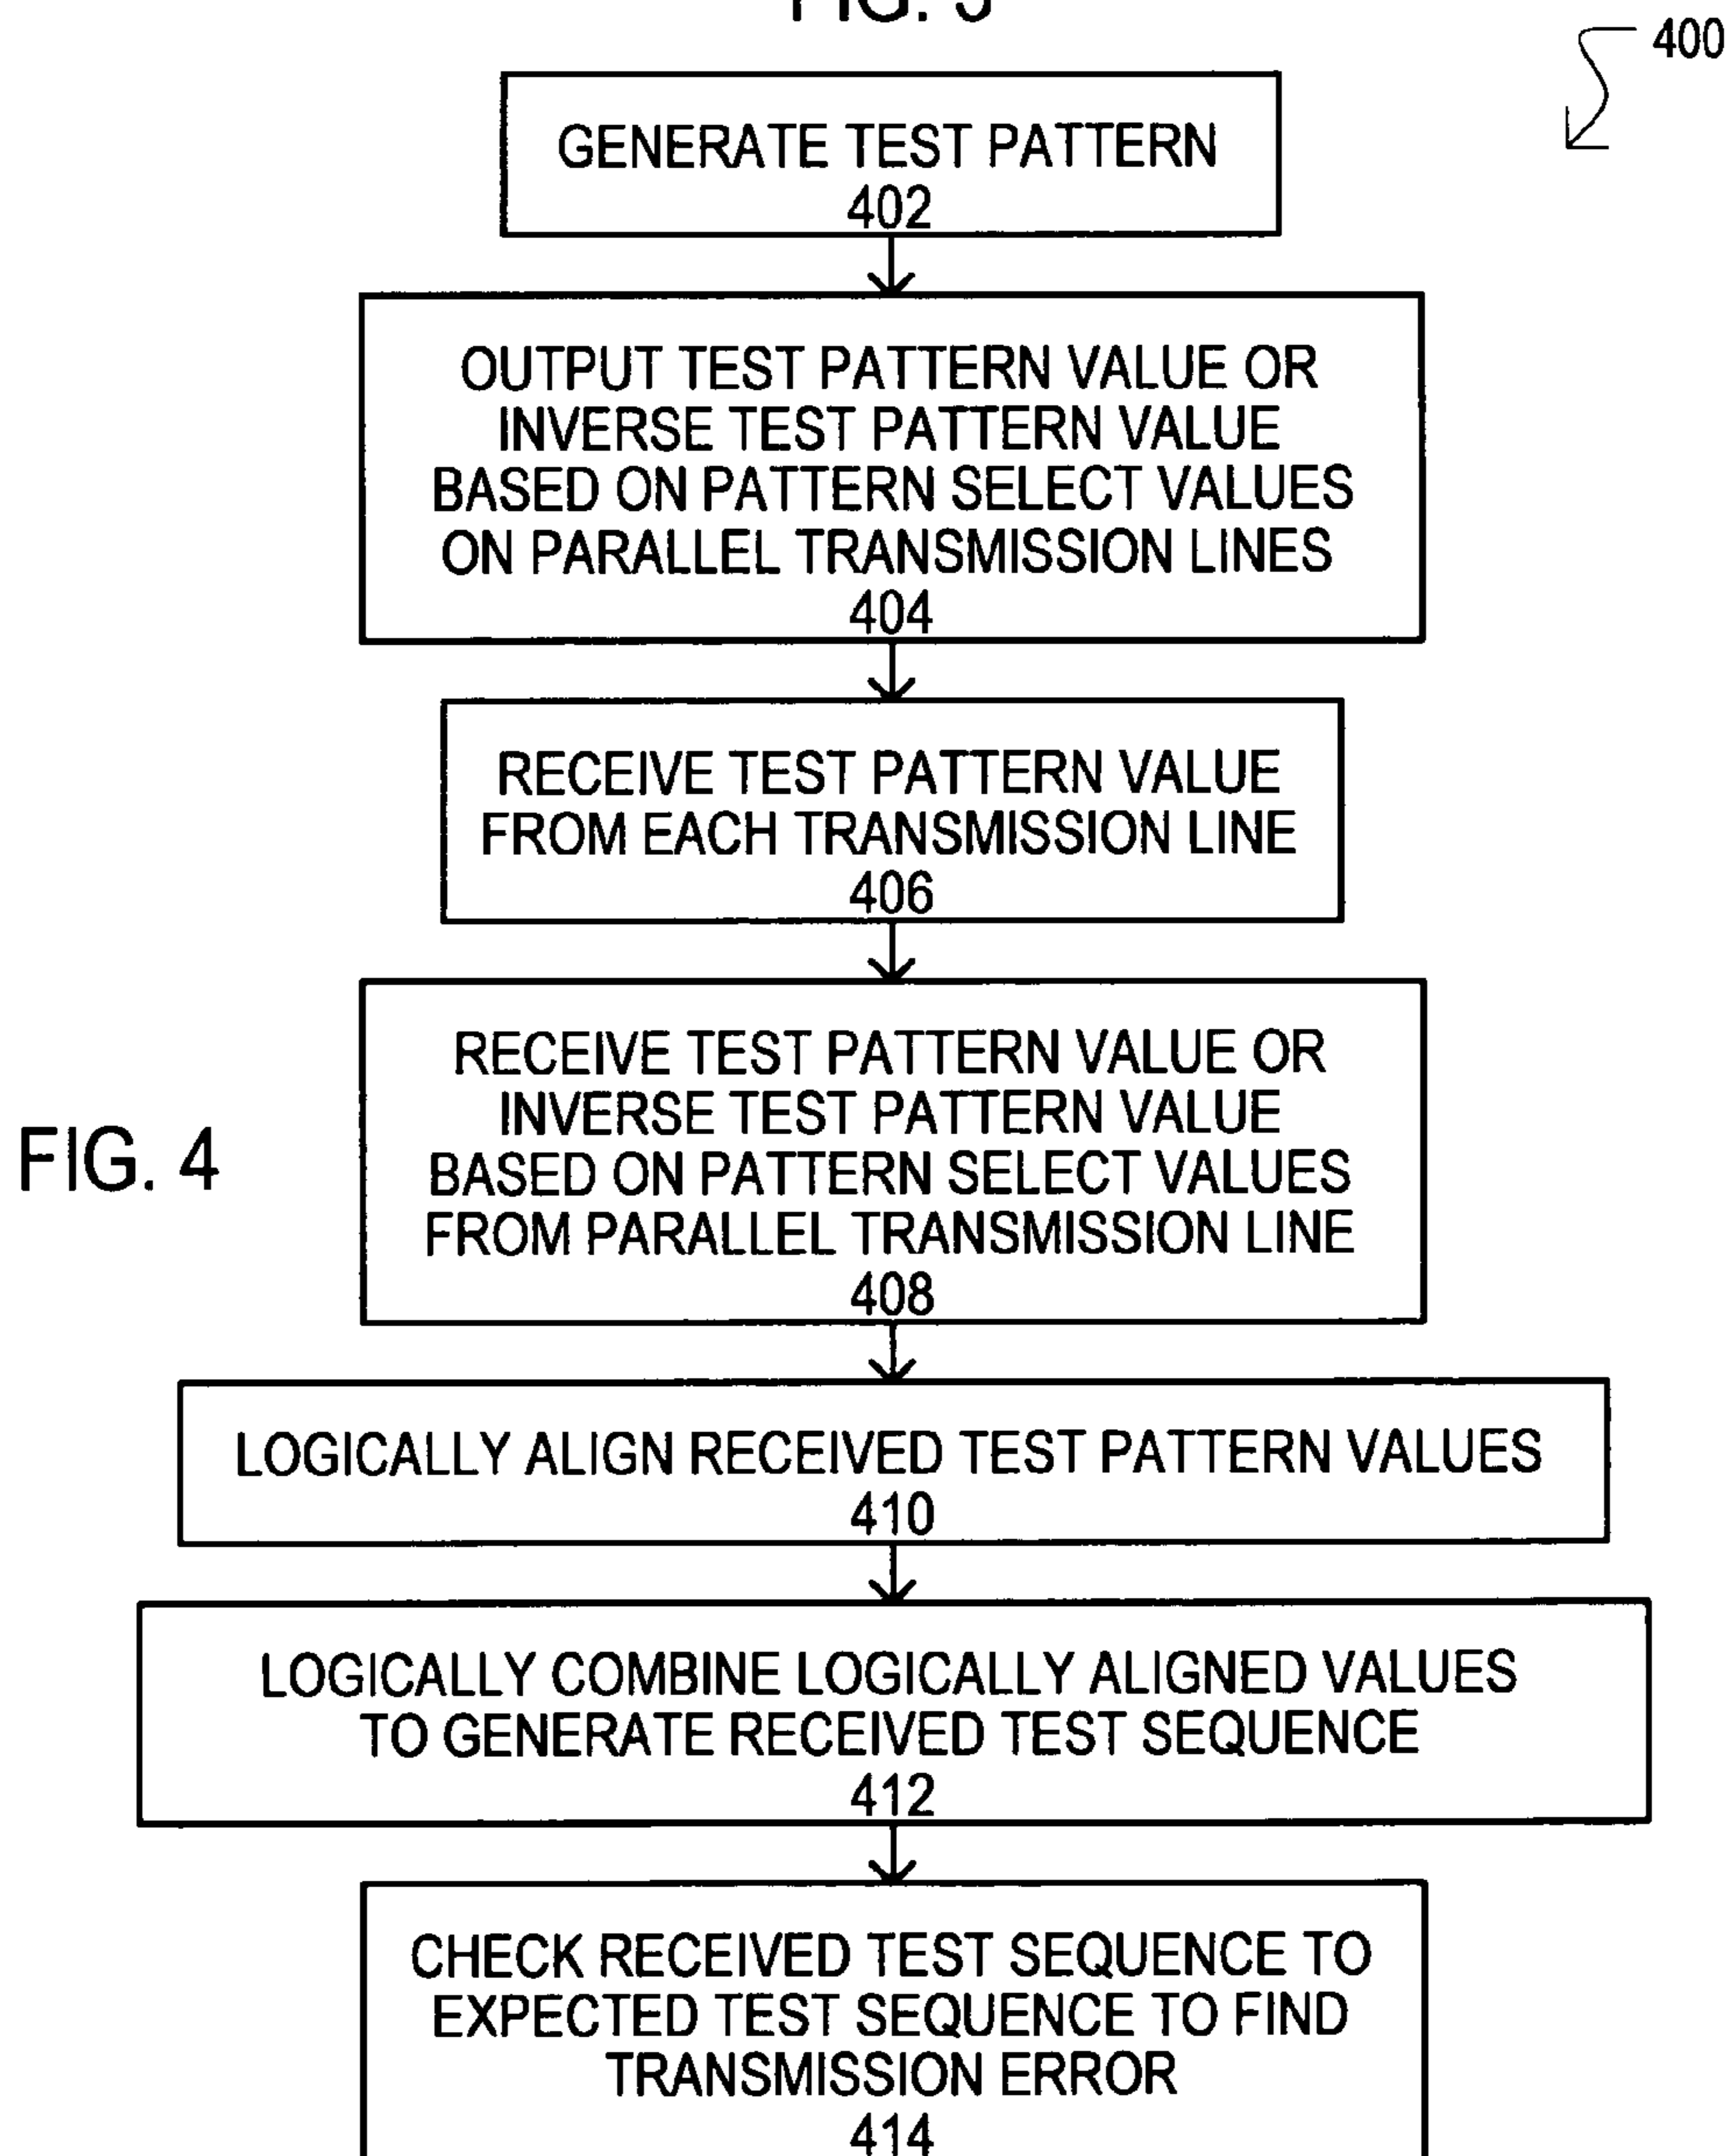 400
GENERATE TEST PATTERN
402
OUTPUT TEST PATTERN VALUE OR
INVERSE TEST PATTERN VALUE
BASED ON PATTERN SELECT VALUES
ON PARALLEL TRANSMISSION LINES
404
RECEIVE TEST PATTERN VALUE
FROM EACH TRANSMISSION LINE
406
RECEIVE TEST PATTERN VALUE OR
INVERSE TEST PATTERN VALUE
BASED ON PATTERN SELECT VALUES
FROM PARALLEL TRANSMISSION LINE
408
FIG. 4
LOGICALLY ALIGN RECEIVED TEST PATTERN VALUES
410
LOGICALLY COMBINE LOGICALLY ALIGNED VALUES
TO GENERATE RECEIVED TEST SEQUENCE
412
CHECK RECEIVED TEST SEQUENCE TO
EXPECTED TEST SEQUENCE TO FIND
TRANSMISSION ERROR
414